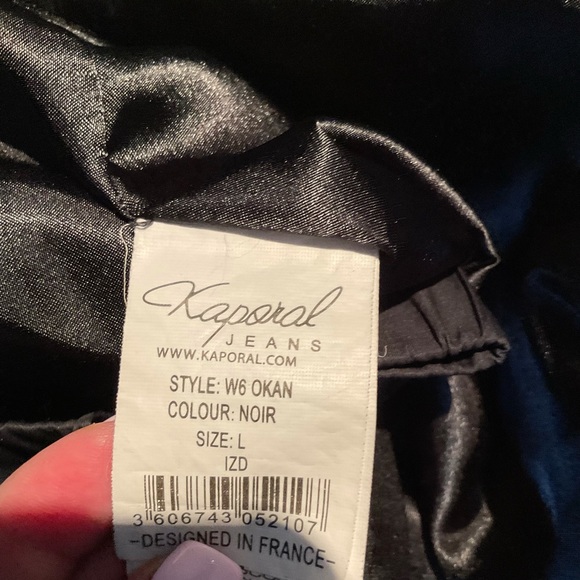 Kaporal
JEANS
WWW.KAPORAL.COM
STYLE: W6 OKAN
COLOUR: NOIR
SIZE: L
IZD
3 606743 052107
-DESIGNED IN FRANCE-